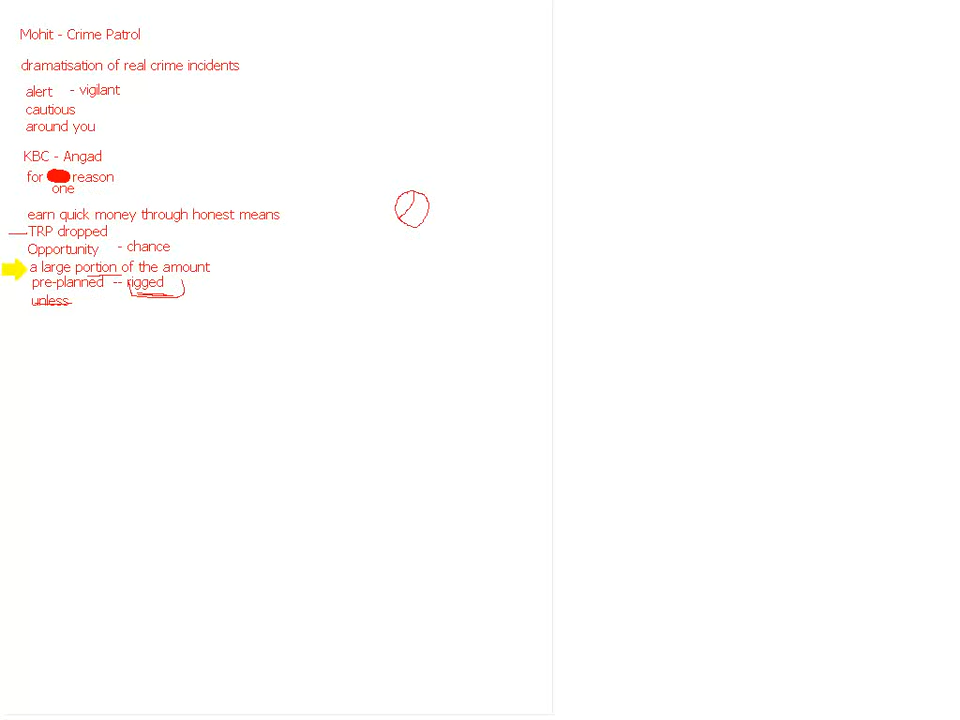 Mohit - Crime Patrol
dramatisation of real crime incidents
alert - vigilant
cautious
around you
KBC - Angad
for reason
one
earn quick money through honest means
TRP dropped
Opportunity - chance
a large portion of the amount
pre-planned -- rigged
unless